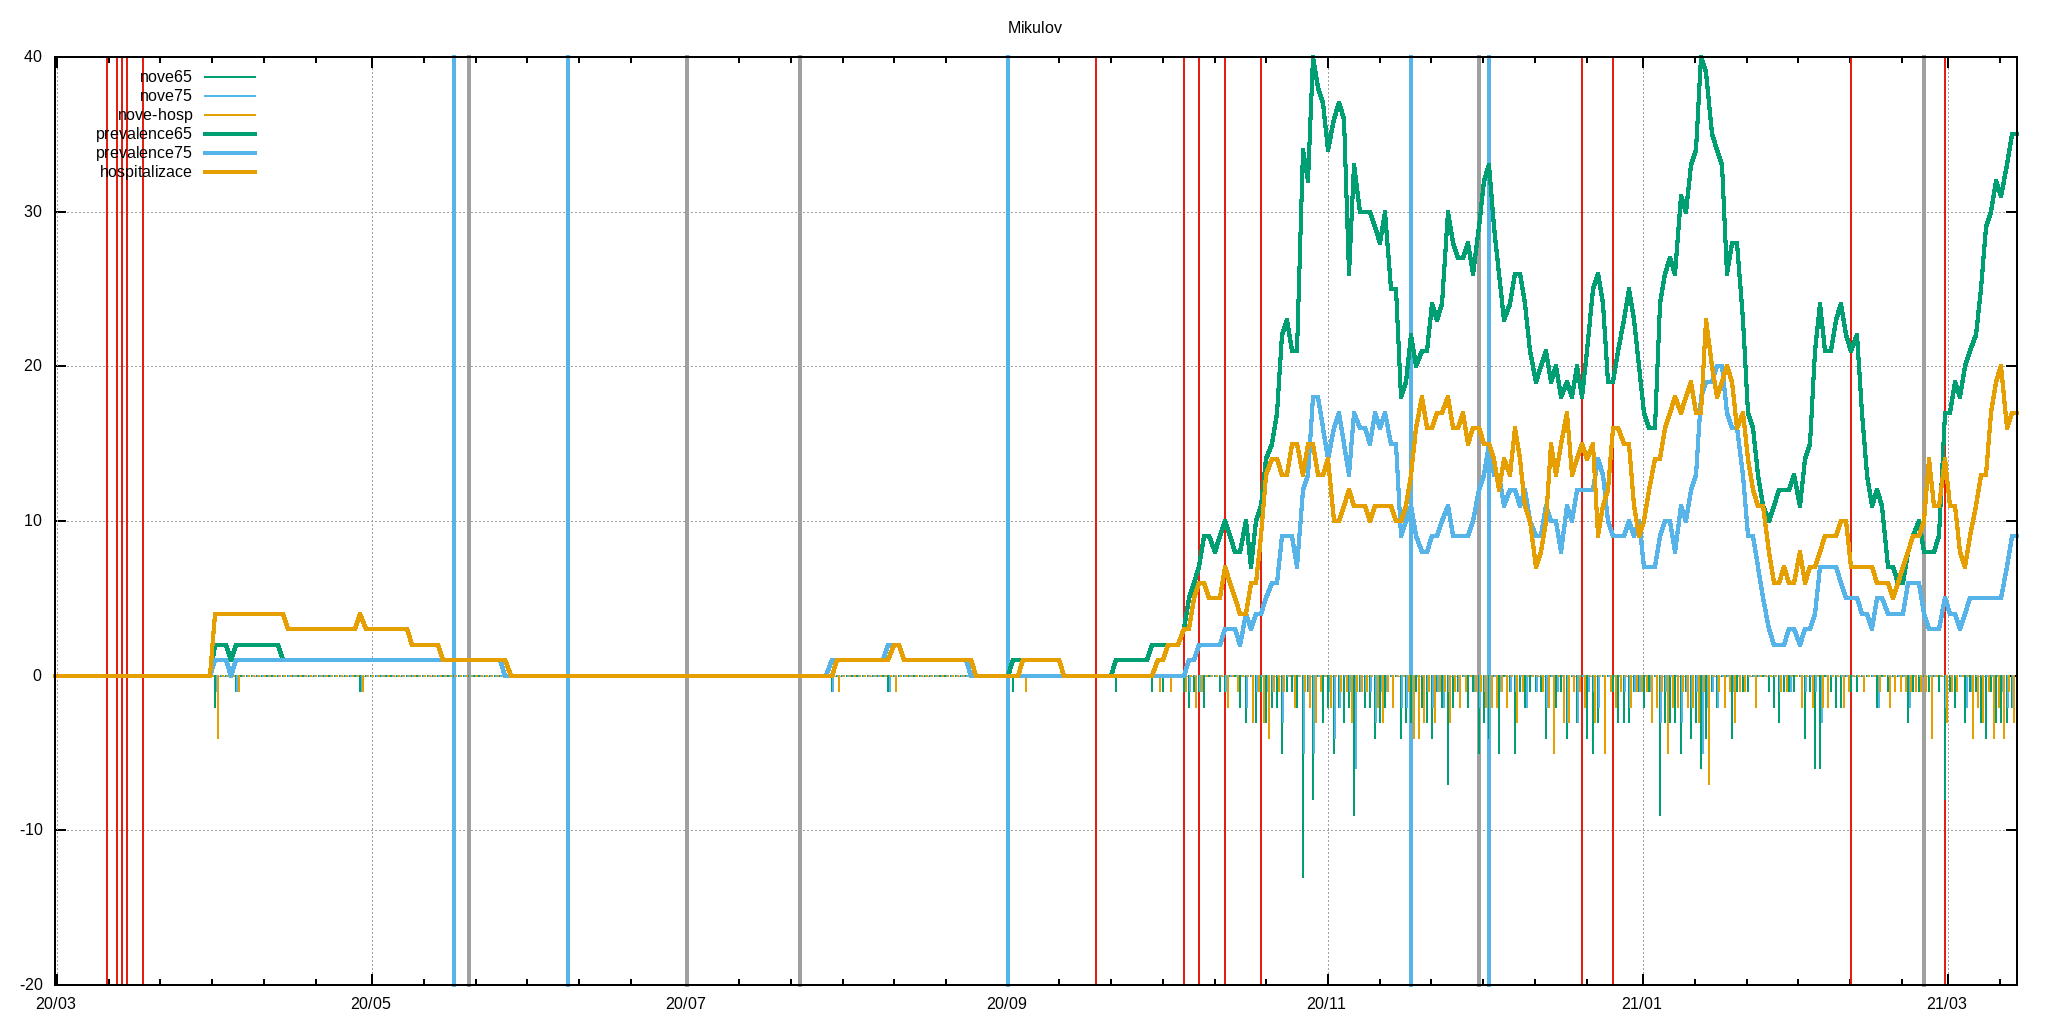 Mikulov
40
nove65
nove75
nove-hosp
prevalence65
prevalence75
hospitalizace
30
20
10
0
-10
-20
20/03 20/05 20/07 20/09 20/11 21/01 21/03